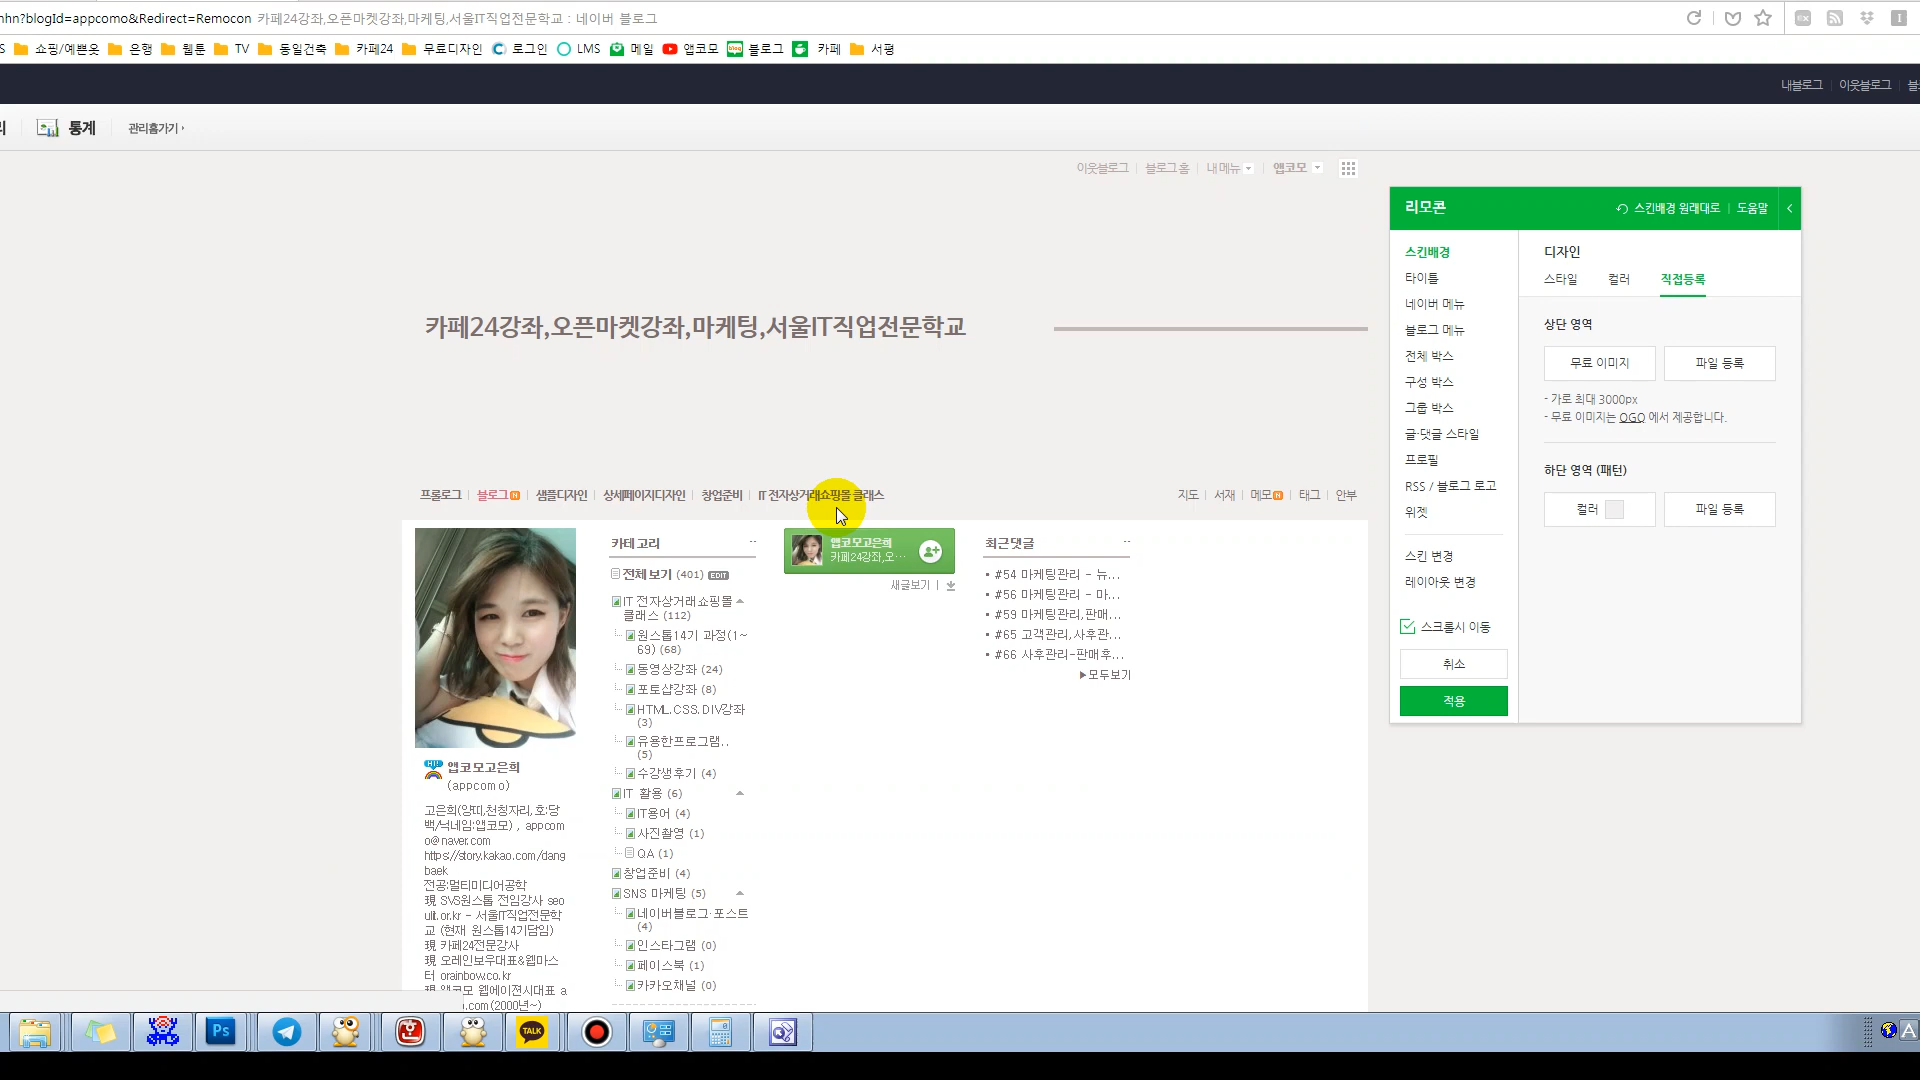 nhn?blogId=appcomo&Redirect=Remocon 카페24강좌,오픈마켓강좌,마케팅,서울IT직업전문학교 : 네이버 블로그
S 쇼핑/예쁜옷 은행 웹툰 TV 동일건축 카페24 무료디자인 로그인 LMS 메일 앱코모 블로그 카페 서평
내블로그 이웃블로그 블
리 통계 관리홈가기
이웃블로그 블로그 홈 내 메뉴 앱코모
리모콘 스킨배경 원래대로 도움말
스킨배경
타이틀
네이버 메뉴
블로그 메뉴
전체 박스
구성 박스
그룹 박스
글·댓글 스타일
프로필
RSS / 블로그 로고
위젯
스킨 변경
레이아웃 변경
스크롤시 이동
취소
적용
디자인
스타일 컬러 직접등록
상단 영역
무료 이미지 파일 등록
- 가로 최대 3000px
- 무료 이미지는 OGQ 에서 제공합니다.
하단 영역 (패턴)
컬러 파일 등록
카페24강좌,오픈마켓강좌,마케팅,서울IT직업전문학교
프롤로그 블로그 N 샘플디자인 상세페이지디자인 창업준비 IT 전자상거래쇼핑몰 클래스
지도 서재 메모 N 태그 안부
앱코모고은희
(appcomo)
고은희(양띠,천칭자리,호:당
백/닉네임:앱코모) , appcom
o@naver.com
https://story.kakao.com/dang
baek
전공:멀티미디어공학
現 SVS원스톱 전임강사 seo
ulit.or.kr - 서울IT직업전문학
교 (현재 원스톱14기담임)
現 카페24전문강사
現 오레인보우대표&웹마스
터 orainbow.co.kr
現 앱코모 웹에이젼시대표 a
.com(2000년~)
카테고리
전체보기 (401) EDIT
IT 전자상거래쇼핑몰
클래스 (112)
원스톱14기 과정(1~
69) (68)
동영상강좌 (24)
포토샵강좌 (8)
HTML.CSS.DIV강좌
(3)
유용한프로그램..
(5)
수강생후기 (4)
IT 활용 (6)
IT용어 (4)
사진촬영 (1)
QA (1)
창업준비 (4)
SNS 마케팅 (5)
네이버블로그·포스트
(4)
인스타그램 (0)
페이스북 (1)
카카오채널 (0)
앱코모고은희
카페24강좌,오…
새글보기
최근댓글
#54 마케팅관리 - 뉴...
#56 마케팅관리 - 마...
#59 마케팅관리,판매...
#65 고객관리,사후관...
#66 사후관리-판매후...
▶모두보기
Ps
TALK
A